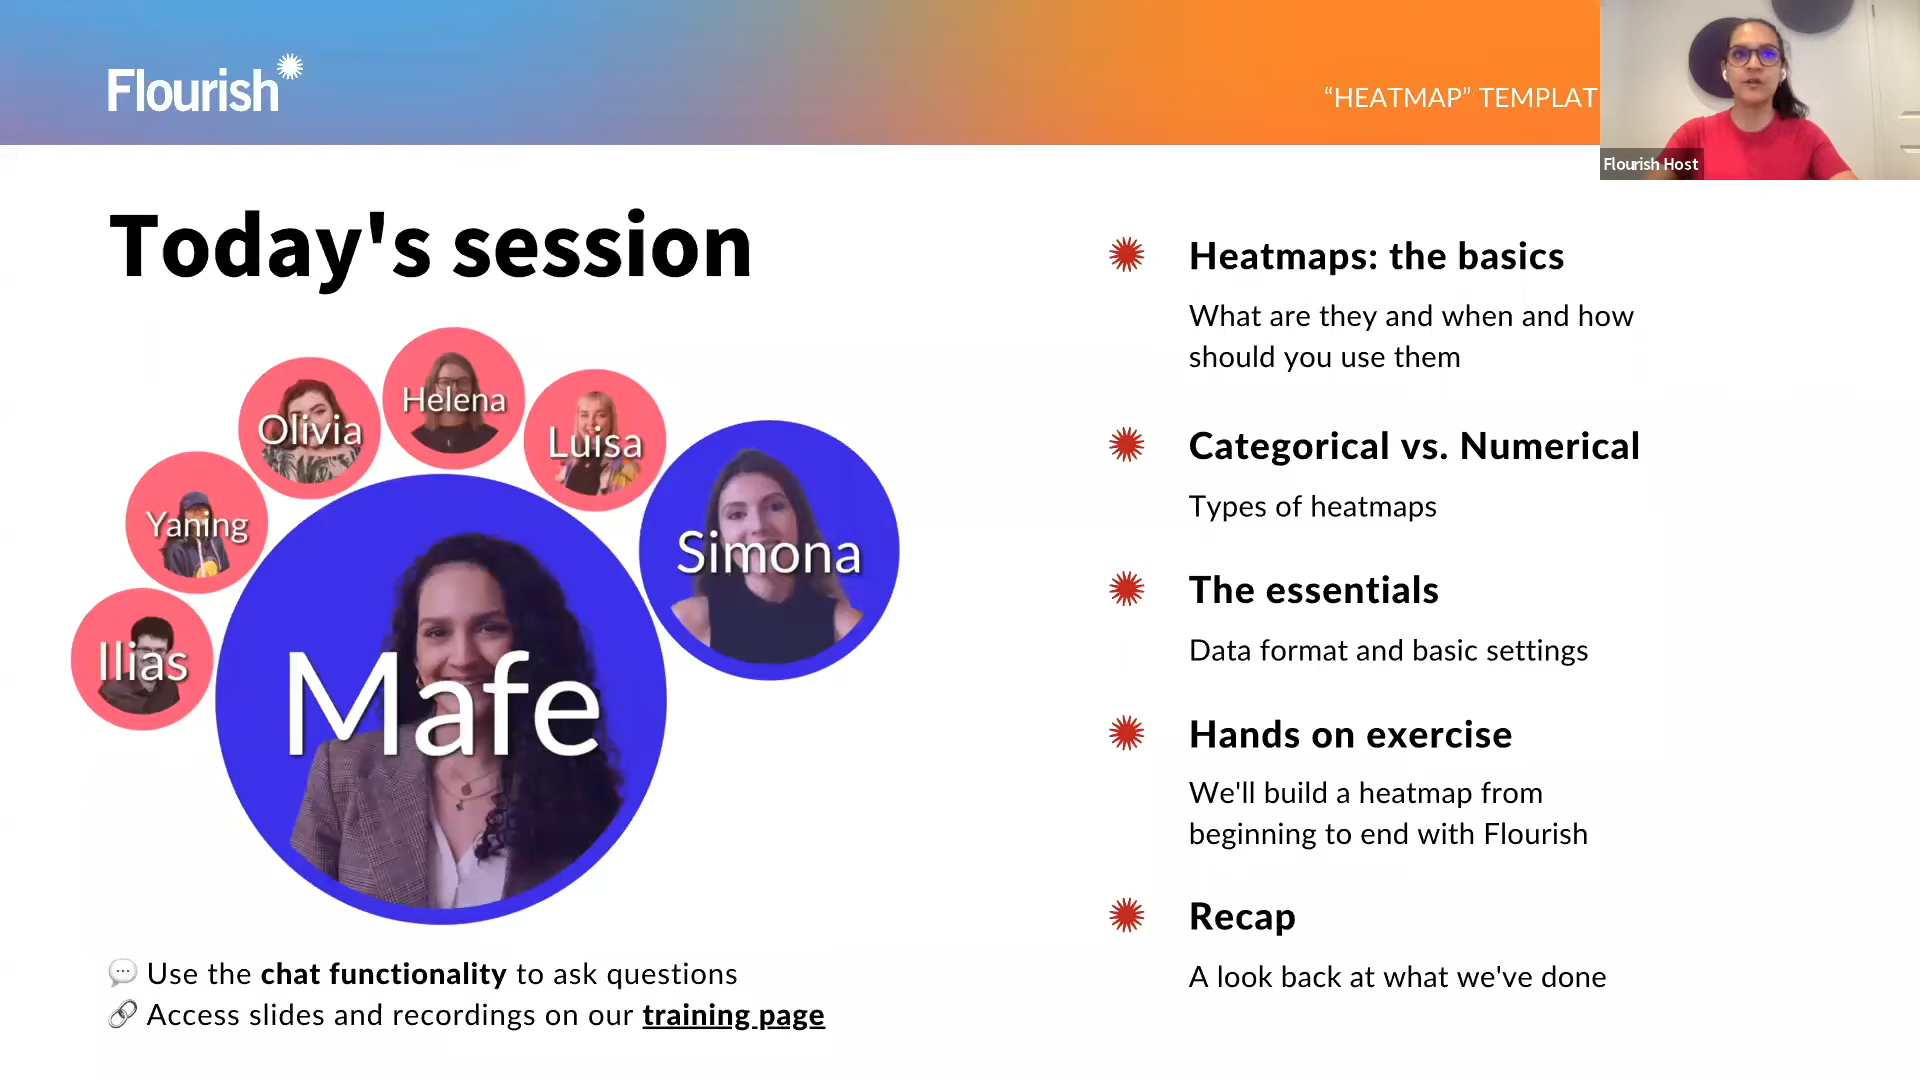 Flourish
“HEATMAP” TEMPLAT
Flourish Host
Today's session
Helena
Olivia
Luisa
Yaning
Simona
Ilias
Mafe
Use the chat functionality to ask questions
Access slides and recordings on our training page
Heatmaps: the basics
What are they and when and how
should you use them
Categorical vs. Numerical
Types of heatmaps
The essentials
Data format and basic settings
Hands on exercise
We'll build a heatmap from
beginning to end with Flourish
Recap
A look back at what we've done